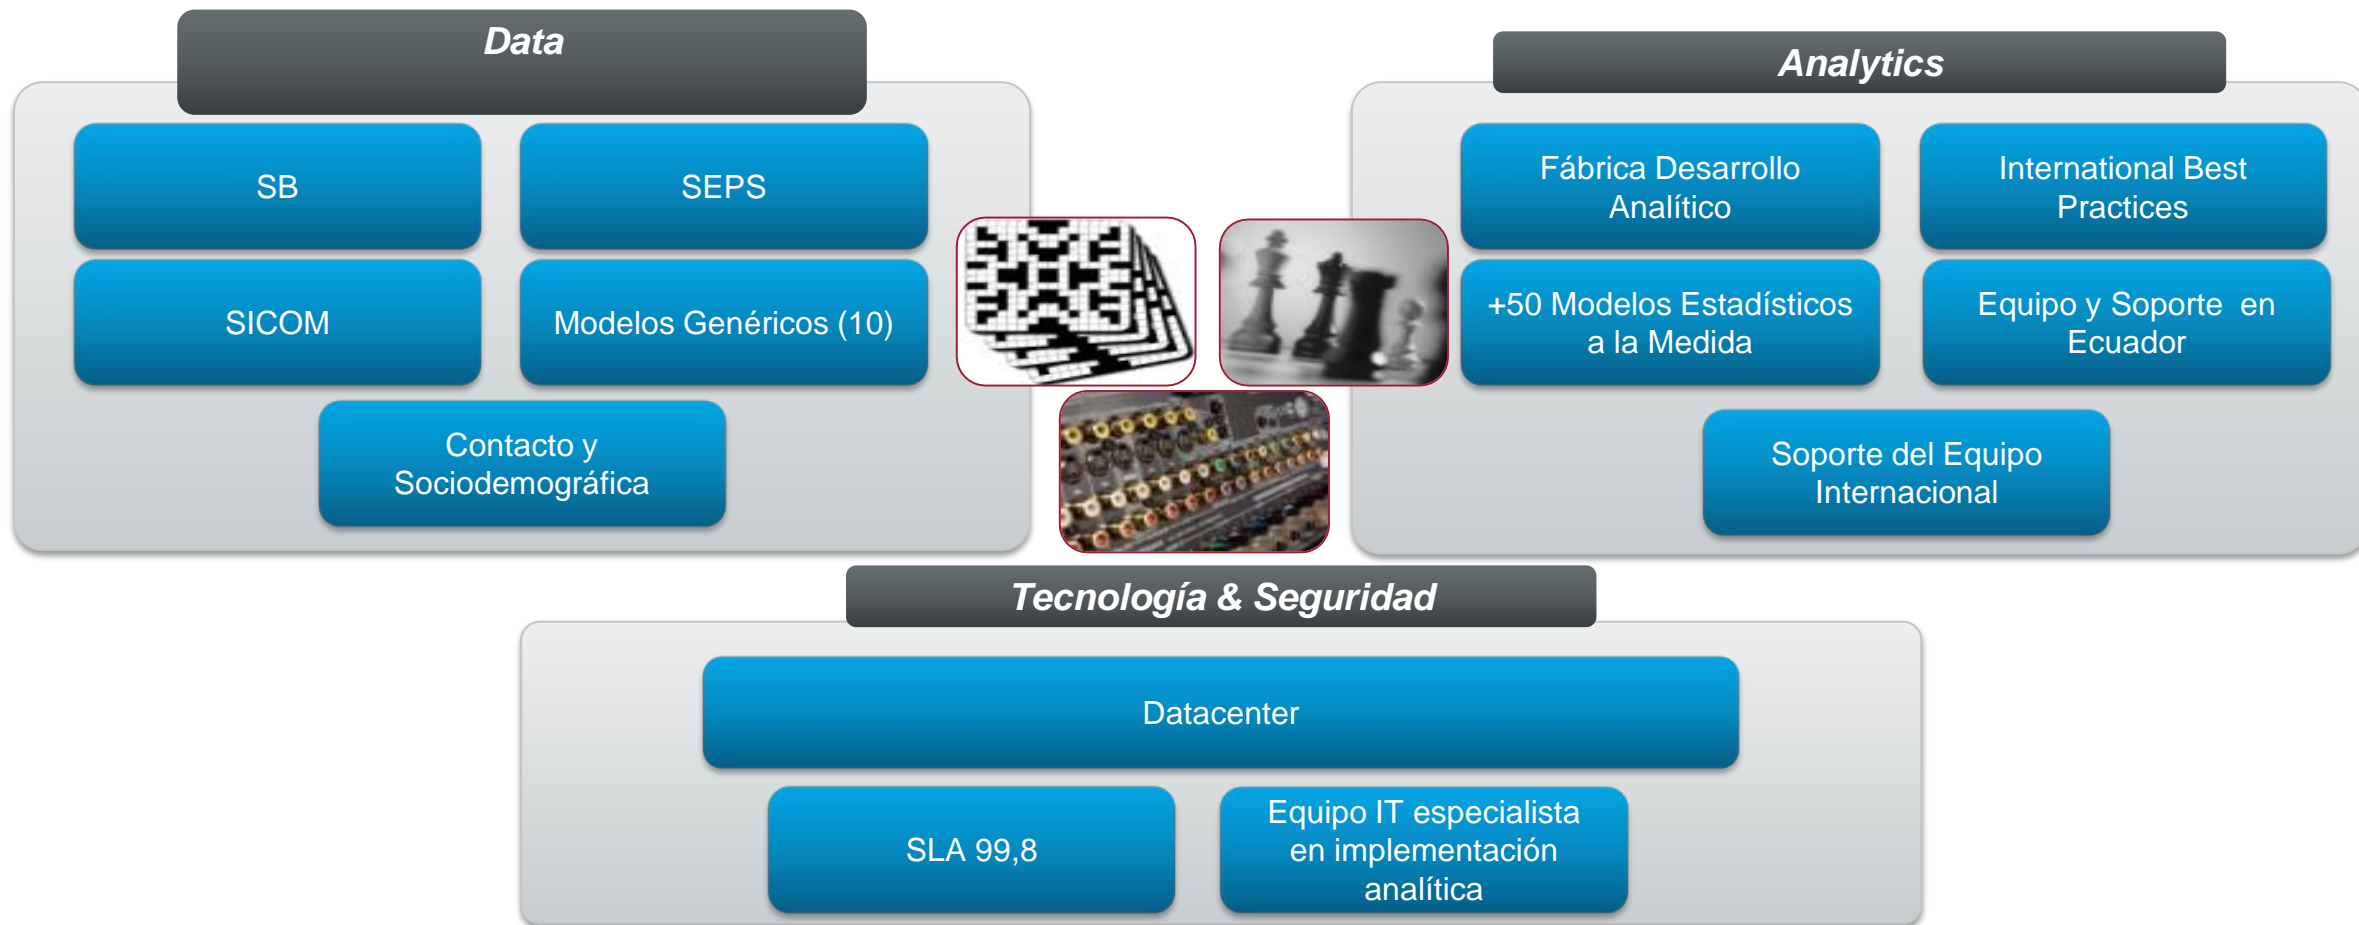 Data
SB
SEPS
SICOM
Modelos Genéricos (10)
Contacto y
Sociodemográfica
Analytics
Fábrica Desarrollo
Analítico
International Best
Practices
+50 Modelos Estadísticos
a la Medida
Equipo y Soporte en
Ecuador
Soporte del Equipo
Internacional
Tecnología & Seguridad
Datacenter
SLA 99,8
Equipo IT especialista
en implementación
analítica